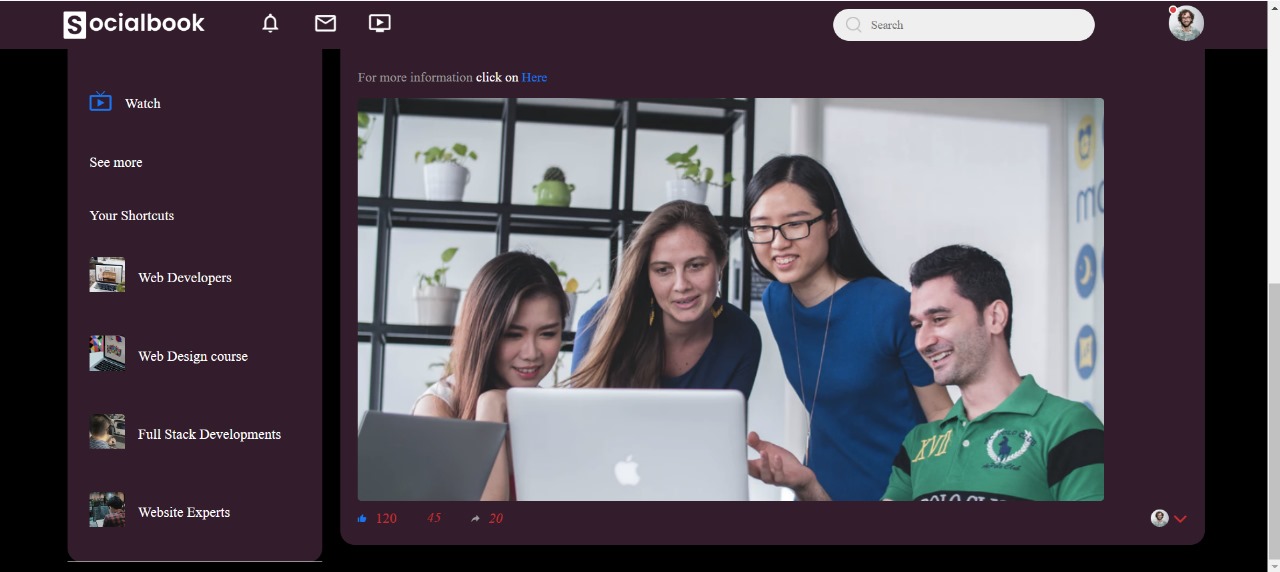 Socialbook
Search
For more information click on Here
Watch
See more
Your Shortcuts
Web Developers
Web Design course
Full Stack Developments
Website Experts
XVII
120
45
20